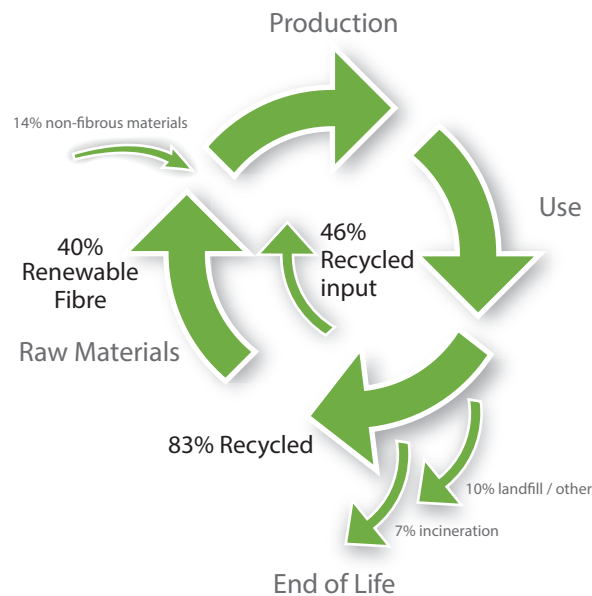 Production
14% non-fibrous materials
Use
40%
Renewable
Fibre
46%
Recycled
input
Raw Materials
83% Recycled
10% landfill / other
7% incineration
End of Life